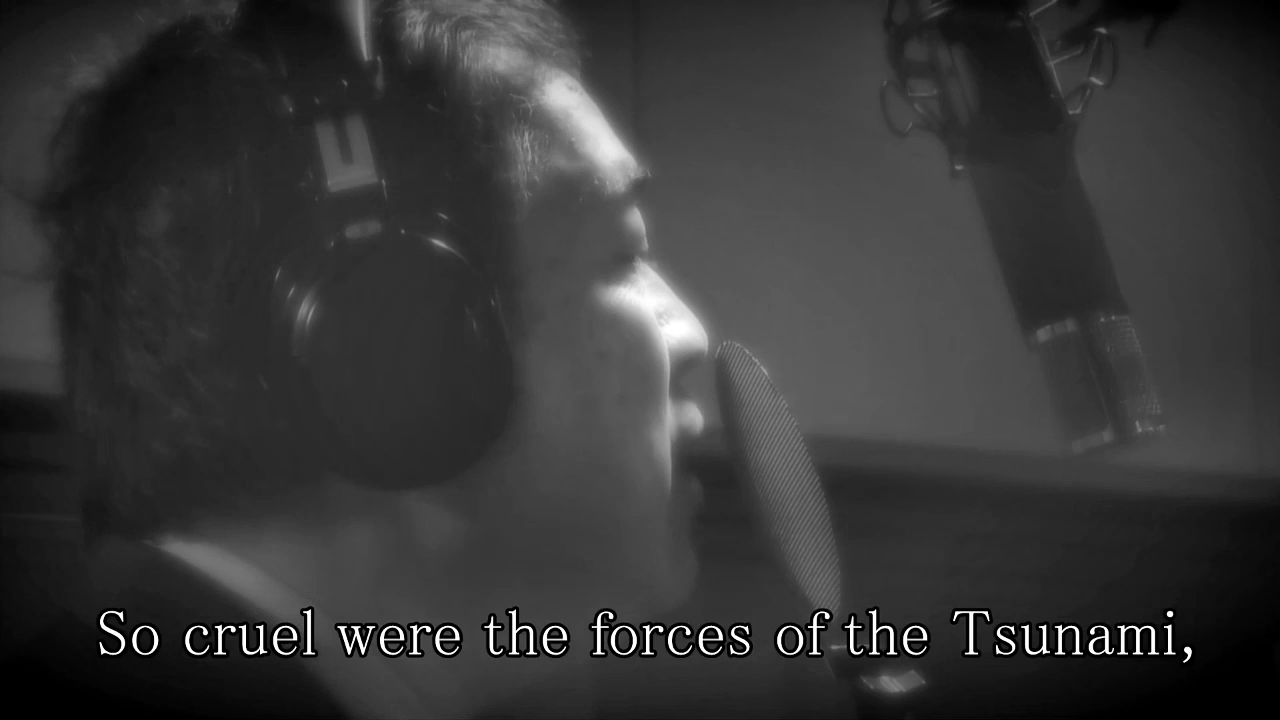 So cruel were the forces of the Tsunami,